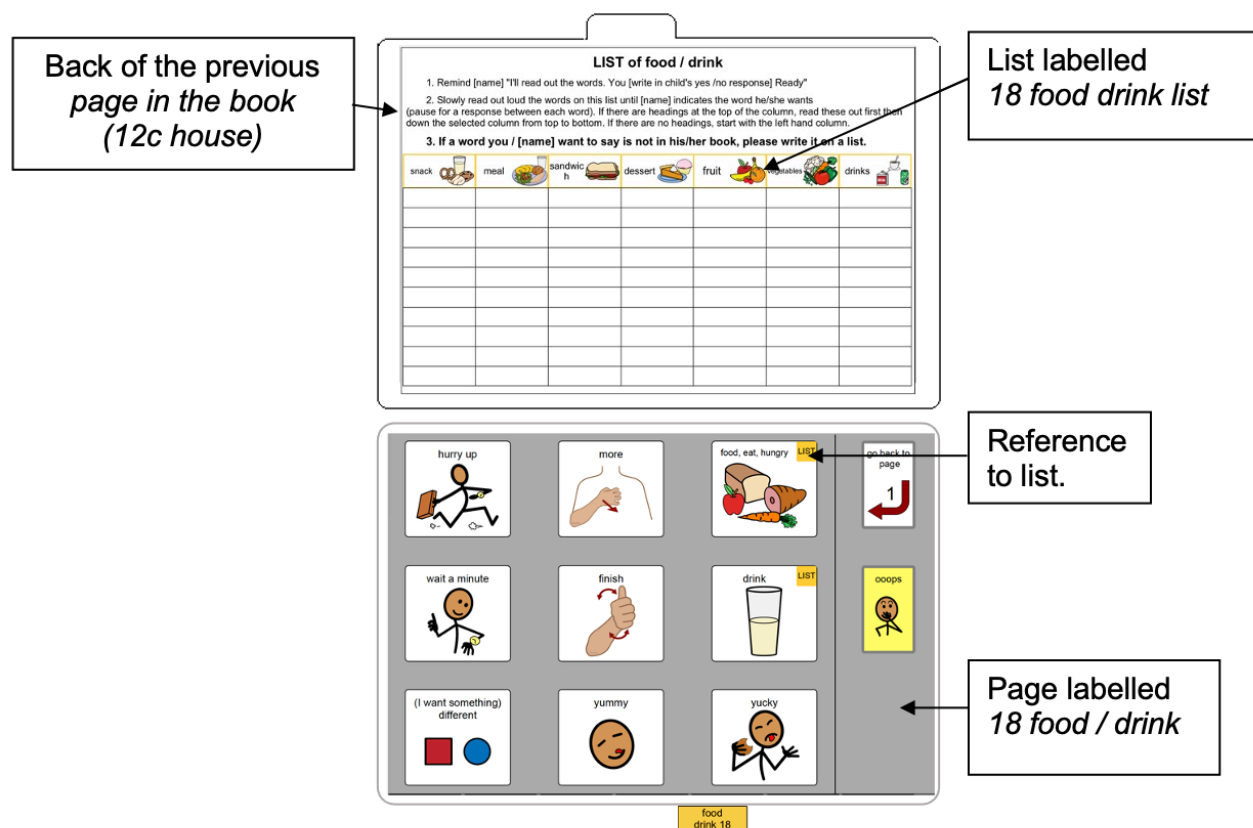 Back of the previous
page in the book
(12c house)
LIST of food / drink
1. Remind [name] "I'll read out the words. You [write in child's yes /no response] Ready"
2. Slowly read out loud the words on this list until [name] indicates the word he/she wants
(pause for a response between each word). If there are headings at the top of the column, read these out first then
down the selected column from top to bottom. If there are no headings, start with the left hand column.
3. If a word you / [name] want to say is not in his/her book, please write it on a list.
snack
meal
sandwic
h
dessert
fruit
vegetables
drinks
List labelled
18 food drink list
hurry up
more
food, eat, hungry
LIST
go back to
page
1
Reference
to list.
wait a minute
finish
drink
LIST
ooops
(I want something)
different
yummy
yucky
Page labelled
18 food / drink
food
drink 18